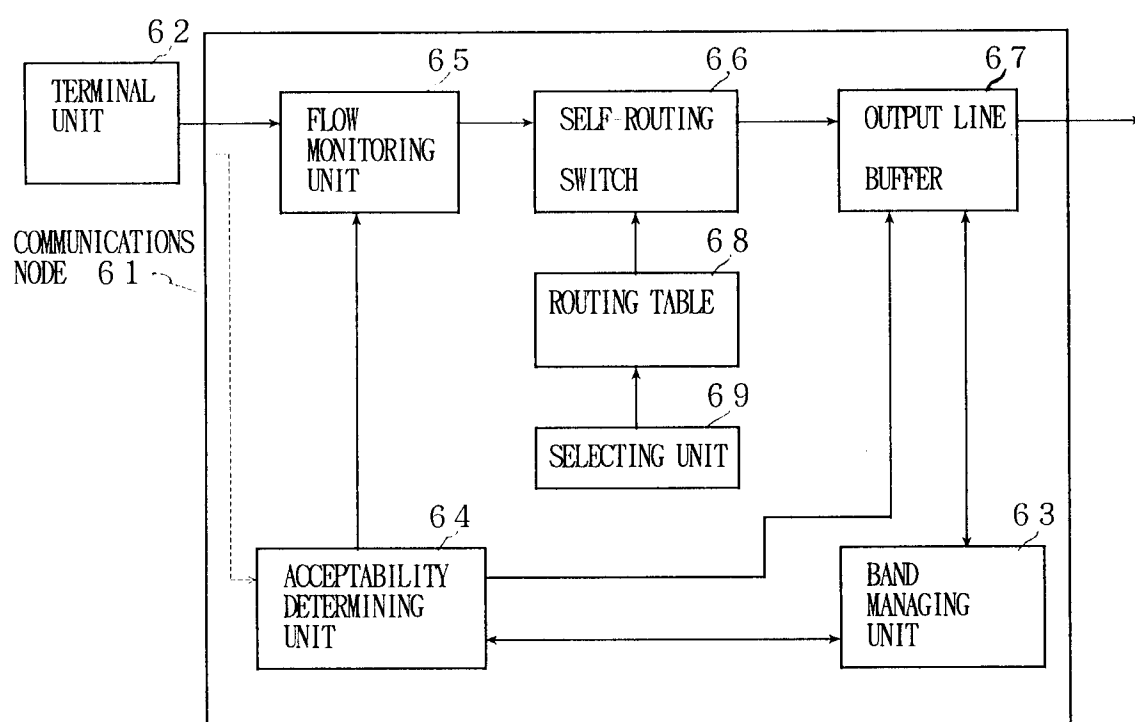 62
TERMINAL
UNIT
65
FLOW
MONITORING
UNIT
66
SELF-ROUTING
SWITCH
67
OUTPUT LINE
BUFFER
COMMUNICATIONS
NODE 61
68
ROUTING TABLE
69
SELECTING UNIT
64
ACCEPTABILITY
DETERMINING
UNIT
63
BAND
MANAGING
UNIT